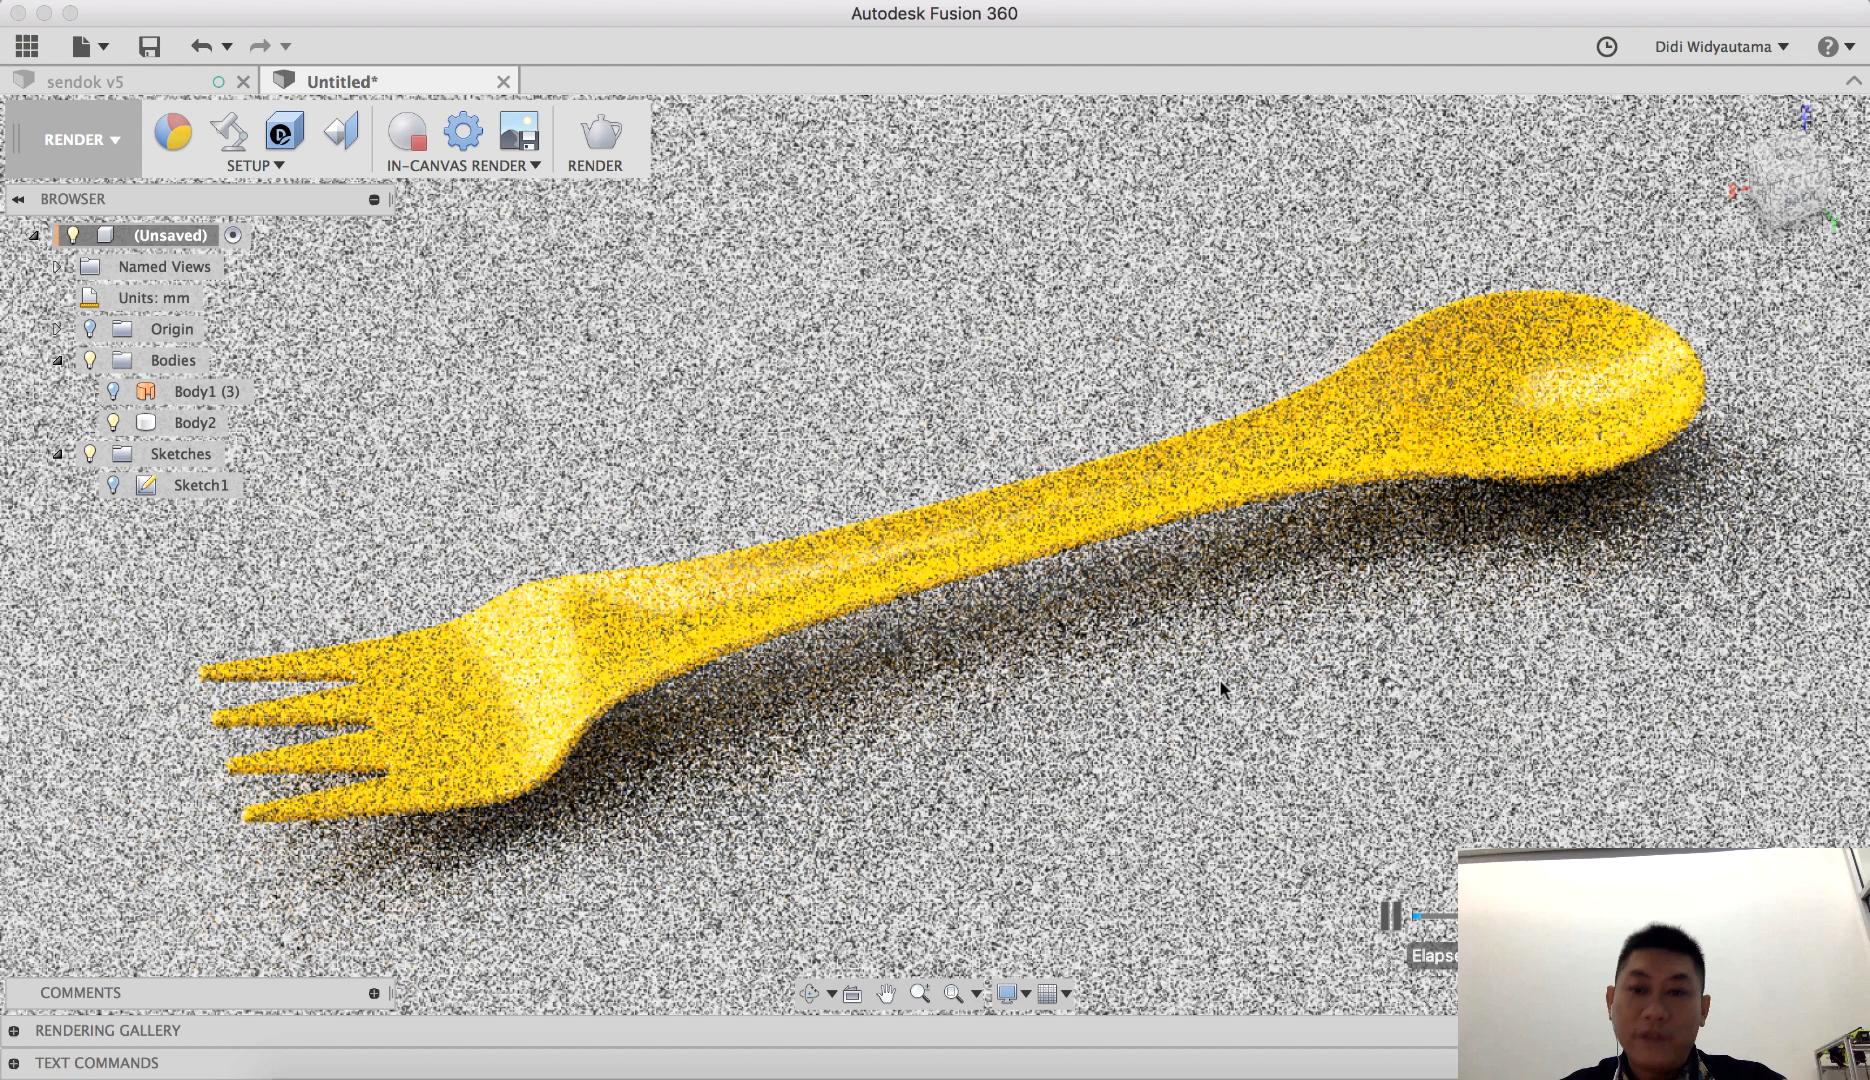 Autodesk Fusion 360
Didi Widyautama
sendok v5
Untitled*
RENDER
SETUP
IN-CANVAS RENDER
RENDER
BROWSER
(Unsaved)
Named Views
Units: mm
Origin
Bodies
Body1 (3)
Body2
Sketches
Sketch1
X
Y
Elapse
COMMENTS
RENDERING GALLERY
TEXT COMMANDS